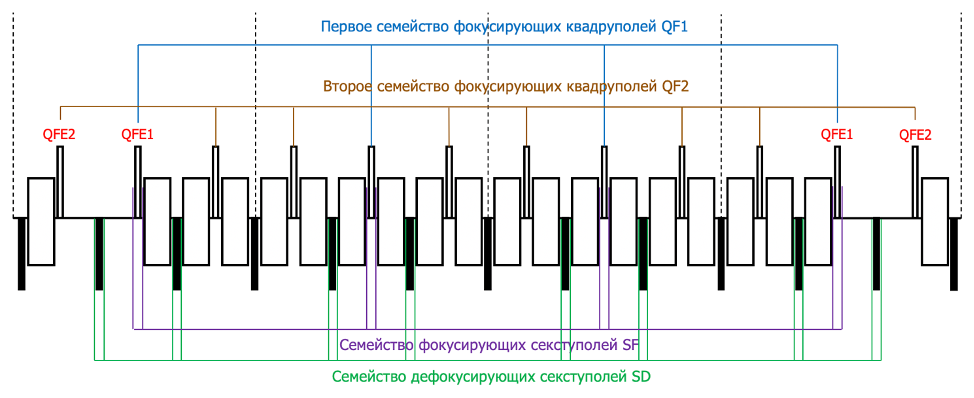 Первое семейство фокусирующих квадруполей QF1
Второе семейство фокусирующих квадруполей QF2
QFE2
QFE1
QFE1
QFE2
Семейство фокусирующих секступолей SF
Семейство дефокусирующих секступолей SD